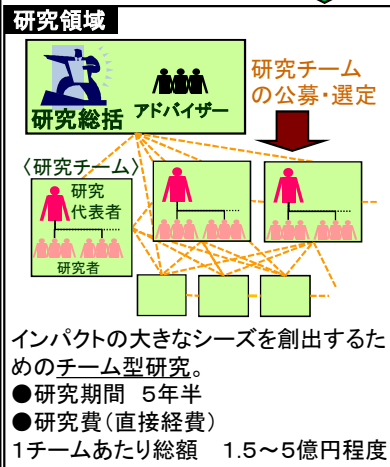 研究領域
研究チーム
の公募・選定
研究総括
アドバイザー
〈研究チーム〉
研究
代表者
研究者
インパクトの大きなシーズを創出するた
めのチーム型研究。
●研究期間　5年半
●研究費（直接経費）
1チームあたり総額　1.5～5億円程度